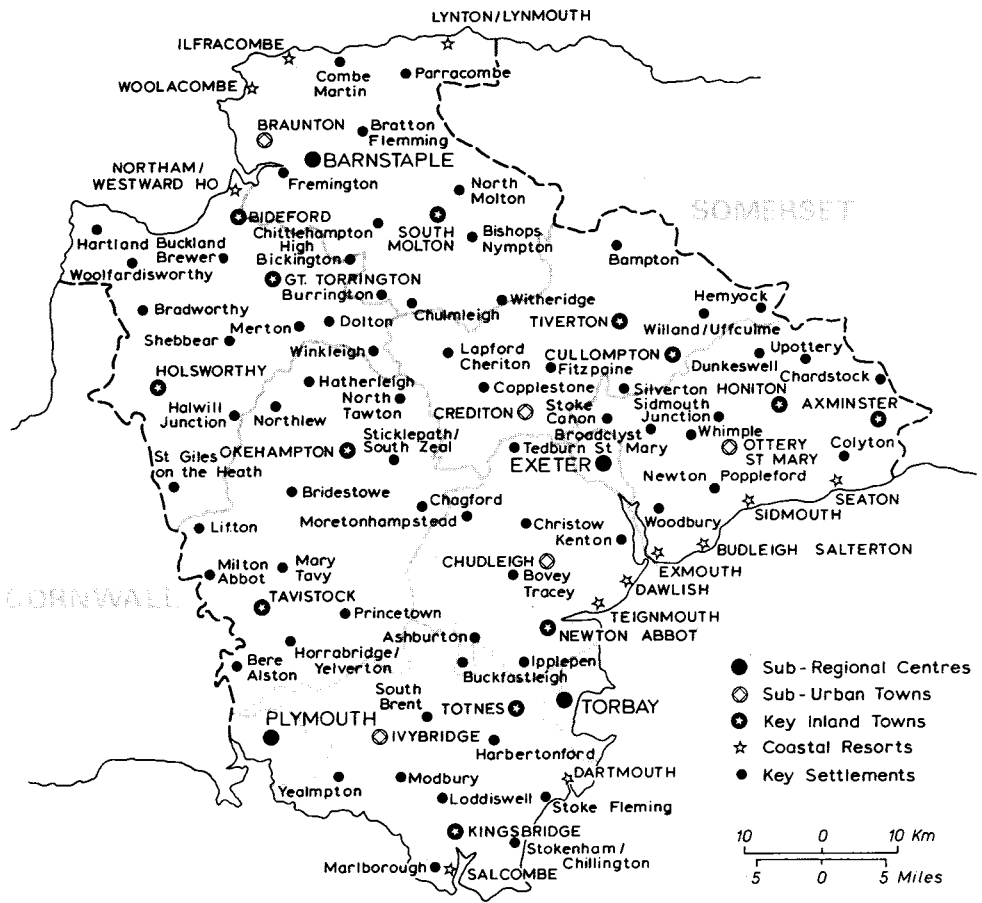 LYNTON/LYNMOUTH
ILFRACOMBE
Combe
Martin
Parracombe
WOOLACOMBE
BRAUNTON
Bratton
Flemming
BARNSTAPLE
NORTHAM/
WESTWARD HO
Fremington
North
Molton
SOMERSET
BIDEFORD
Chittlehampton
SOUTH
MOLTON
Bishops
Nympton
Hartland
Buckland
Brewer
High
Bickington
Bampton
Woolfardisworthy
GT. TORRINGTON
Burrington
Witheridge
Hemyock
Bradworthy
Chulmleigh
TIVERTON
Willand/Uffculme
Merton
Dolton
Shebbear
Winkleigh
Lapford
Cheriton
CULLOMPTON
Fitzpaine
Dunkeswell
Upottery
Chardstock
HOLSWORTHY
Hatherleigh
Copplestone
Silverton
HONITON
AXMINSTER
Halwill
Junction
Northlew
North
Tawton
CREDITON
Stoke
Canon
Sidmouth
Junction
Whimple
Sticklepath/
South Zeal
Broadclyst
OKEHAMPTON
Tedburn St Mary
OTTERY
ST MARY
Colyton
St Giles
on the Heath
EXETER
Newton Poppleford
SEATON
Bridestowe
Chagford
SIDMOUTH
Moretonhampstead
Woodbury
Lifton
Christow
Kenton
BUDLEIGH SALTERTON
Milton
Abbot
Mary
Tavy
CHUDLEIGH
EXMOUTH
Bovey
Tracey
DAWLISH
CORNWALL
TAVISTOCK
Princetown
TEIGNMOUTH
Ashburton
NEWTON ABBOT
Horrabridge/
Yelverton
Bere
Alston
Buckfastleigh
Ipplepen
South
Brent
TOTNES
TORBAY
PLYMOUTH
IVYBRIDGE
Harbertonford
DARTMOUTH
Yealmpton
Modbury
Loddiswell
Stoke Fleming
KINGSBRIDGE
Stokenham/
Chillington
Marlborough
SALCOMBE
Sub-Regional Centres
Sub-Urban Towns
Key Inland Towns
Coastal Resorts
Key Settlements
10 0 10 Km
5 0 5 Miles